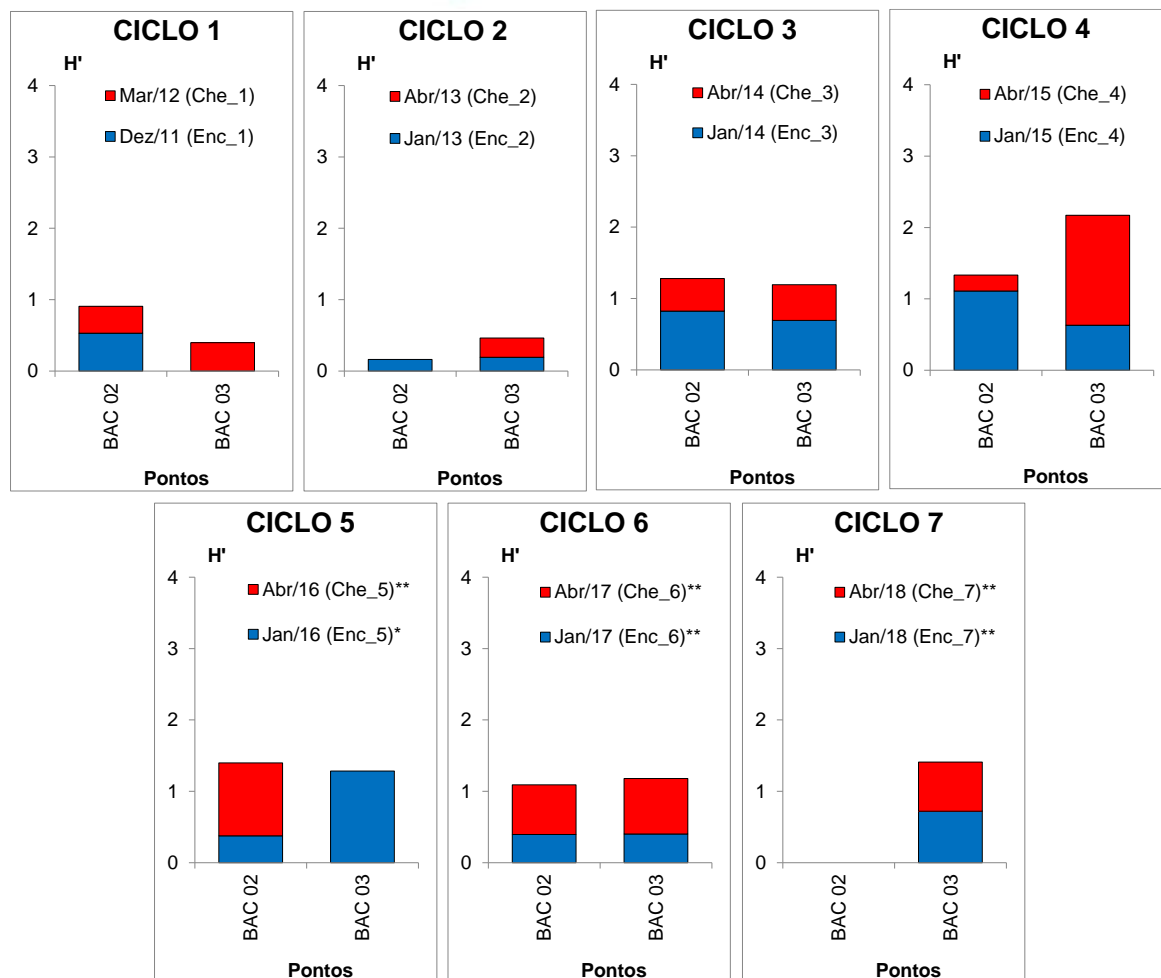 CICLO 1
H'
4
Mar/12 (Che_1)
3
Dez/11 (Enc_1)
2
1
0
BAC 02
BAC 03
Pontos
CICLO 2
H'
4
Abr/13 (Che_2)
3
Jan/13 (Enc_2)
2
1
0
BAC 02
BAC 03
Pontos
CICLO 3
H'
4
Abr/14 (Che_3)
3
Jan/14 (Enc_3)
2
1
0
BAC 02
BAC 03
Pontos
CICLO 4
H'
4
Abr/15 (Che_4)
3
Jan/15 (Enc_4)
2
1
0
BAC 02
BAC 03
Pontos
CICLO 5
H'
4
Abr/16 (Che_5)**
3
Jan/16 (Enc_5)*
2
1
0
BAC 02
BAC 03
Pontos
CICLO 6
H'
4
Abr/17 (Che_6)**
3
Jan/17 (Enc_6)**
2
1
0
BAC 02
BAC 03
Pontos
CICLO 7
H'
4
Abr/18 (Che_7)**
3
Jan/18 (Enc_7)**
2
1
0
BAC 02
BAC 03
Pontos